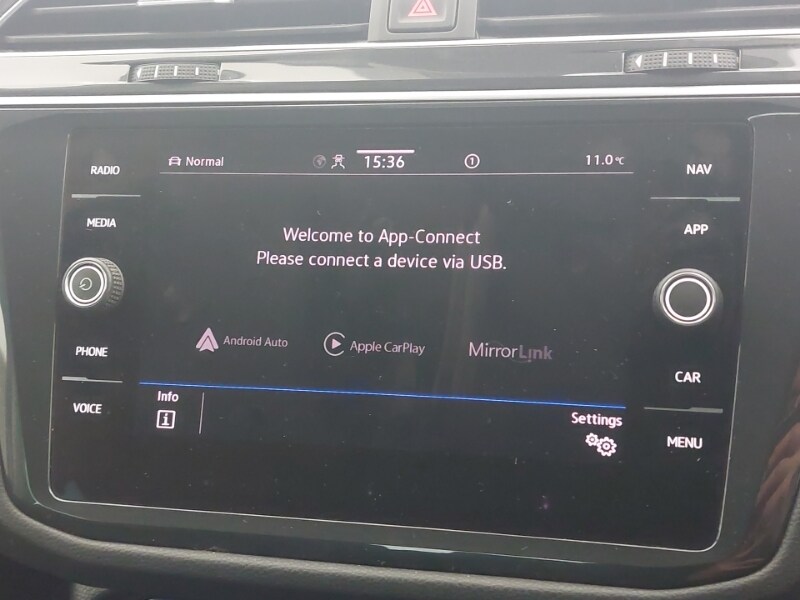 RADIO
MEDIA
PHONE
VOICE
Normal
15:36
1
11.0°C
Welcome to App-Connect
Please connect a device via USB.
Android Auto
Apple CarPlay
MirrorLink
Info
i
Settings
NAV
APP
CAR
MENU